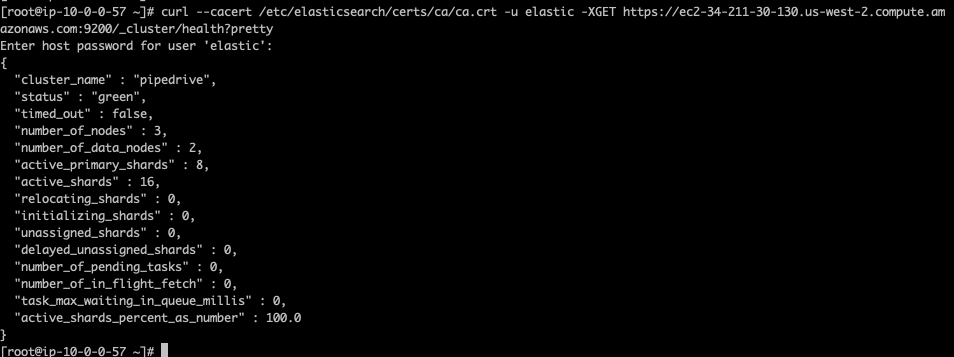 [root@ip-10-0-0-57 ~]# curl --cacert /etc/elasticsearch/certs/ca/ca.crt -u elastic -XGET https://ec2-34-211-30-130.us-west-2.compute.am
azonaws.com:9200/_cluster/health?pretty
Enter host password for user 'elastic':
{
  "cluster_name" : "pipedrive",
  "status" : "green",
  "timed_out" : false,
  "number_of_nodes" : 3,
  "number_of_data_nodes" : 2,
  "active_primary_shards" : 8,
  "active_shards" : 16,
  "relocating_shards" : 0,
  "initializing_shards" : 0,
  "unassigned_shards" : 0,
  "delayed_unassigned_shards" : 0,
  "number_of_pending_tasks" : 0,
  "number_of_in_flight_fetch" : 0,
  "task_max_waiting_in_queue_millis" : 0,
  "active_shards_percent_as_number" : 100.0
}
[root@ip-10-0-0-57 ~]#